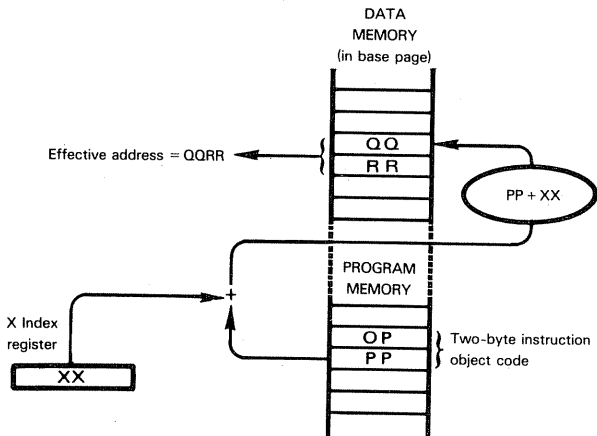 DATA
MEMORY
(in base page)
QQ
Effective address = QQRR
RR
PP + XX
PROGRAM
MEMORY
+
X Index
register
OP
Two-byte instruction
PP
object code
XX